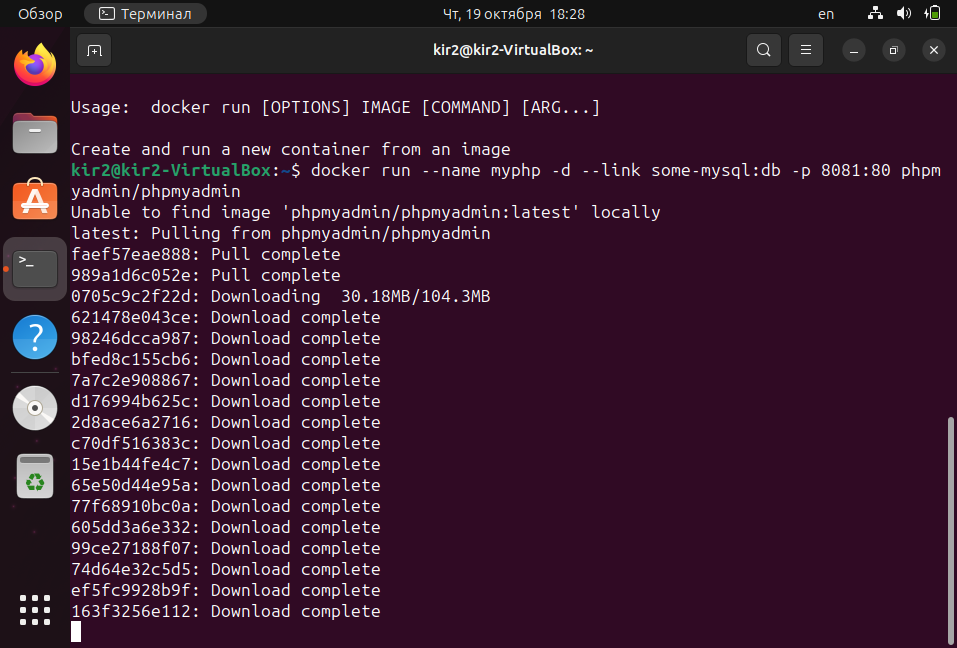 Обзор
Терминал
Чт, 19 октября 18:28
en
kir2@kir2-VirtualBox: ~
Usage:  docker run [OPTIONS] IMAGE [COMMAND] [ARG...]
Create and run a new container from an image
kir2@kir2-VirtualBox:~$ docker run --name myphp -d --link some-mysql:db -p 8081:80 phpm
yadmin/phpmyadmin
Unable to find image 'phpmyadmin/phpmyadmin:latest' locally
latest: Pulling from phpmyadmin/phpmyadmin
faef57eae888: Pull complete
989a1d6c052e: Pull complete
0705c9c2f22d: Downloading  30.18MB/104.3MB
621478e043ce: Download complete
98246dcca987: Download complete
bfed8c155cb6: Download complete
7a7c2e908867: Download complete
d176994b625c: Download complete
2d8ace6a2716: Download complete
c70df516383c: Download complete
15e1b44fe4c7: Download complete
65e50d44e95a: Download complete
77f68910bc0a: Download complete
605dd3a6e332: Download complete
99ce27188f07: Download complete
74d64e32c5d5: Download complete
ef5fc9928b9f: Download complete
163f3256e112: Download complete